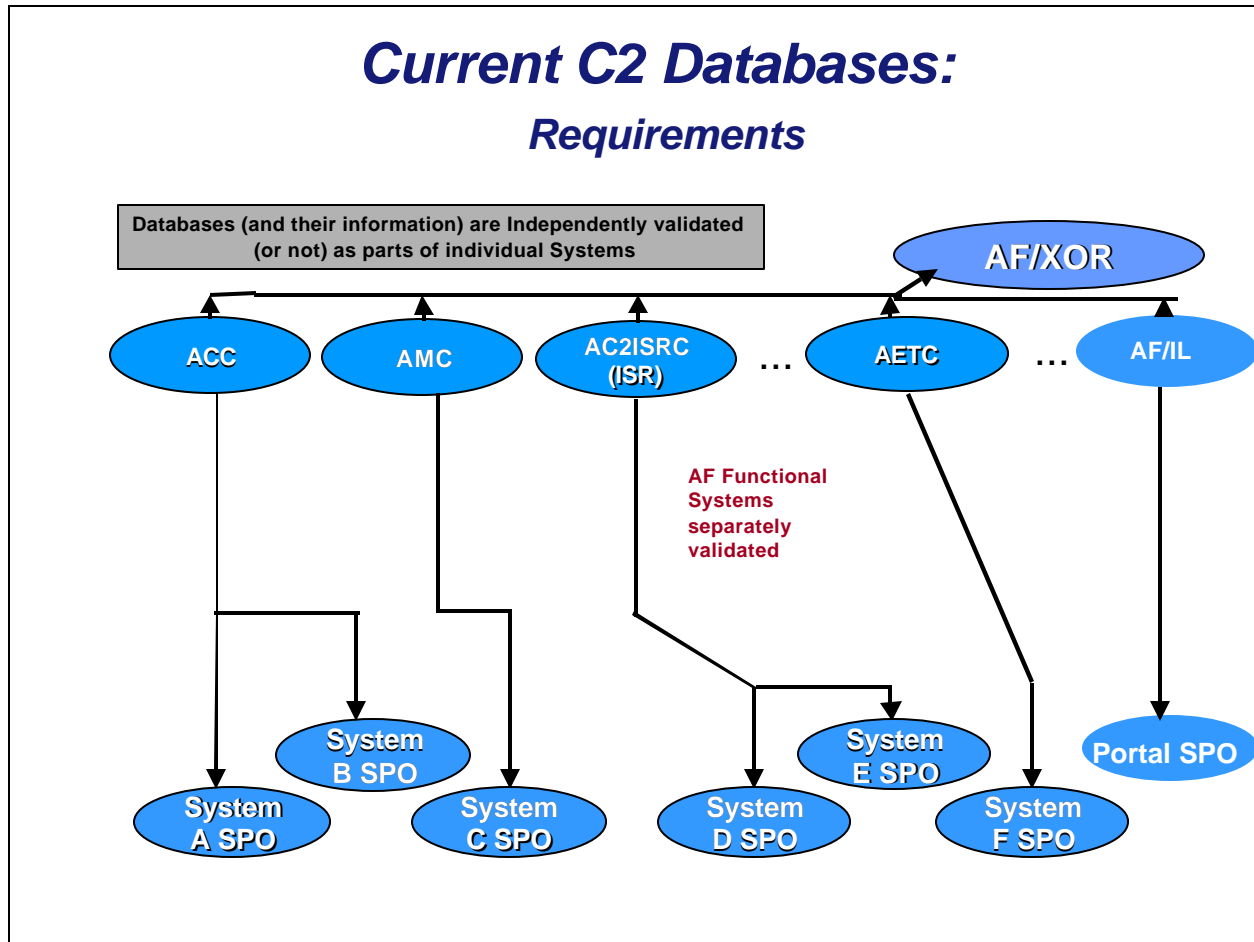 Current C2 Databases:
Requirements
Databases (and their information) are Independently validated
(or not) as parts of individual Systems
AF/XOR
ACC
AMC
AC2ISRC
(ISR)
...
AETC
...
AF/IL
AF Functional
Systems
separately
validated
System
B SPO
System
E SPO
Portal SPO
System
A SPO
System
C SPO
System
D SPO
System
F SPO